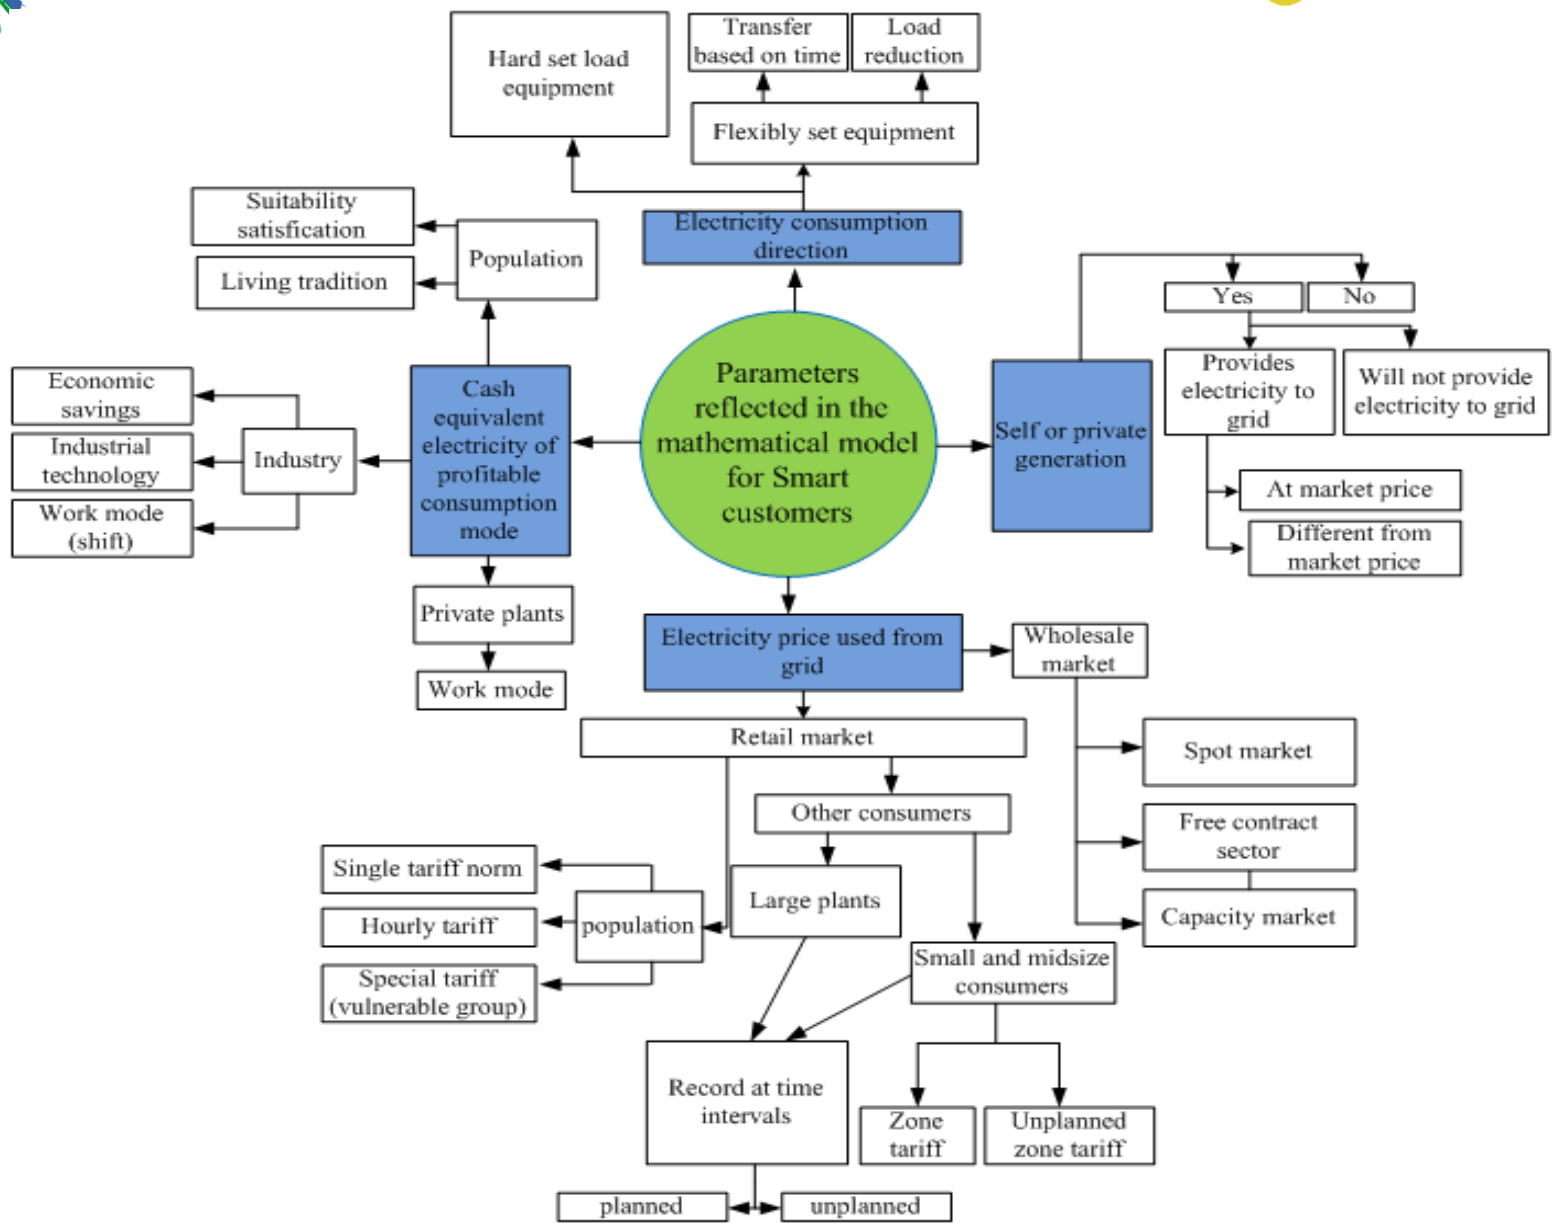 Hard set load
equipment
Transfer
based on time
Load
reduction
Flexibly set equipment
Suitability
satisfication
Population
Living tradition
Electricity consumption
direction
Yes
No
Economic
savings
Industrial
technology
Work mode
(shift)
Industry
Cash
equivalent
electricity of
profitable
consumption
mode
Parameters
reflected in the
mathematical model
for Smart
customers
Self or private
generation
Provides
electricity to
grid
Will not provide
electricity to grid
At market price
Different from
market price
Private plants
Work mode
Electricity price used from
grid
Wholesale
market
Retail market
Spot market
Other consumers
Free contract
sector
Single tariff norm
Large plants
Hourly tariff
population
Capacity market
Special tariff
(vulnerable group)
Small and midsize
consumers
Record at time
intervals
Zone
tariff
Unplanned
zone tariff
planned
unplanned